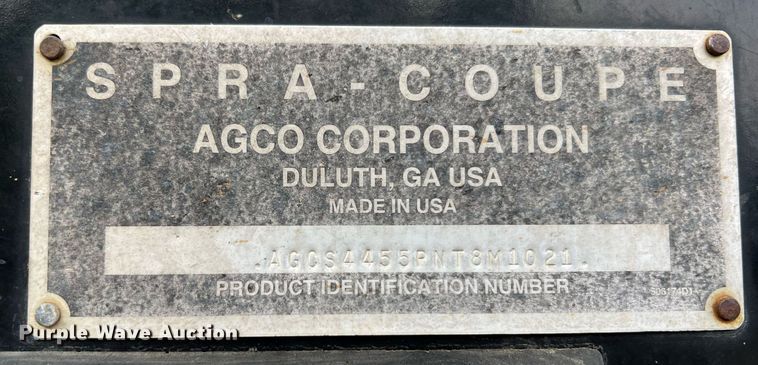 SPRA-COUPE
AGCO CORPORATION
DULUTH, GA USA
MADE IN USA
.AGCS4455PNT8M1021.
PRODUCT IDENTIFICATION NUMBER
Purple Wave Auction